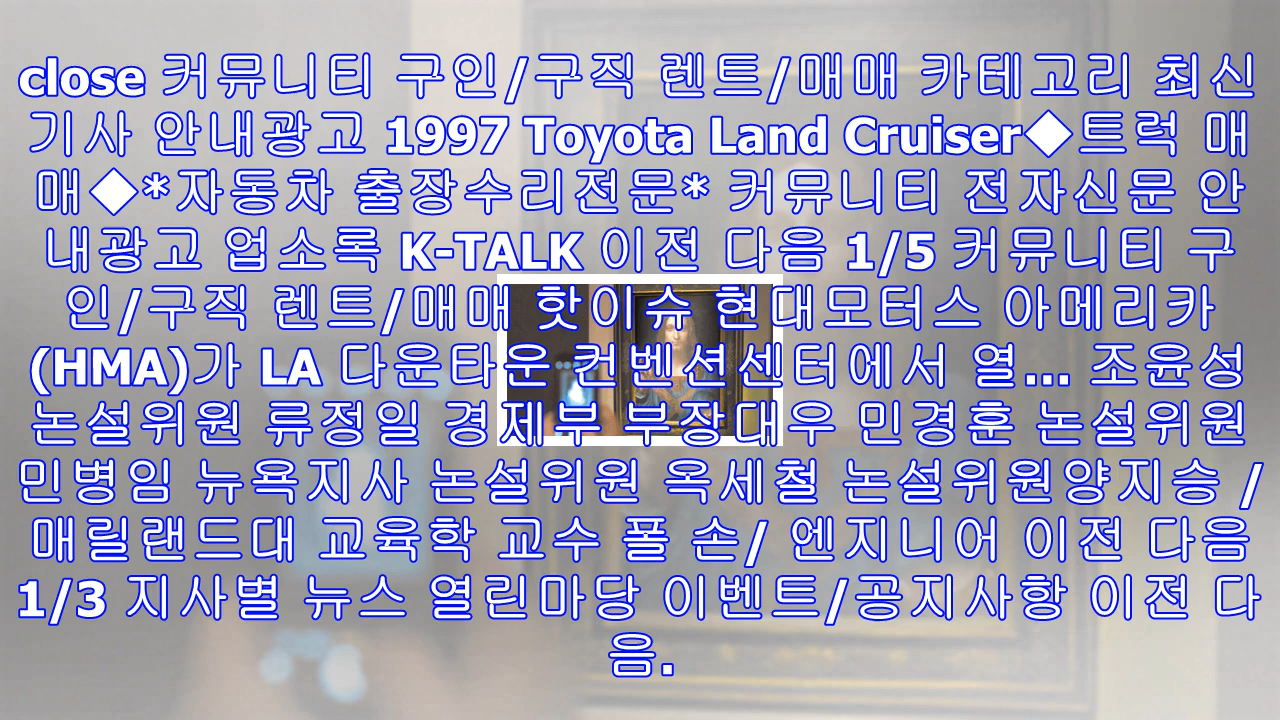 close 커뮤니티 구인/구직 렌트/매매 카테고리 최신
기사 안내광고 1997 Toyota Land Cruiser◆트럭 매
매◆*자동차 출장수리전문* 커뮤니티 전자신문 안
내광고 업소록 K-TALK 이전 다음 1/5 커뮤니티 구
인/구직 렌트/매매 핫이슈 현대모터스 아메리카
(HMA)가 LA 다운타운 컨벤션센터에서 열... 조윤성
논설위원 류정일 경제부 부장대우 민경훈 논설위원
민병임 뉴욕지사 논설위원 옥세철 논설위원양지승 /
매릴랜드대 교육학 교수 폴 손/ 엔지니어 이전 다음
1/3 지사별 뉴스 열린마당 이벤트/공지사항 이전 다
음.